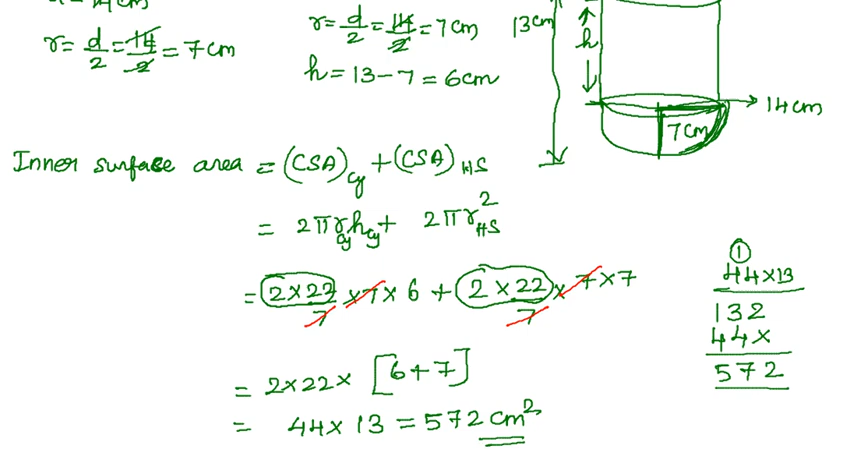 r = d/2 = 14/2 = 7cm
r = d/2 = 14/2 = 7cm
h = 13 - 7 = 6cm
13cm
h
14cm
7cm
Inner surface area = (CSA)Cy + (CSA)HS
= 2πrCy hCy + 2πr²HS
= 2×22/7 × 7 × 6 + 2×22/7 × 7 × 7
= 2×22× [6+7]
= 44 × 13 = 572 cm²
1
44×13
132
44×
572